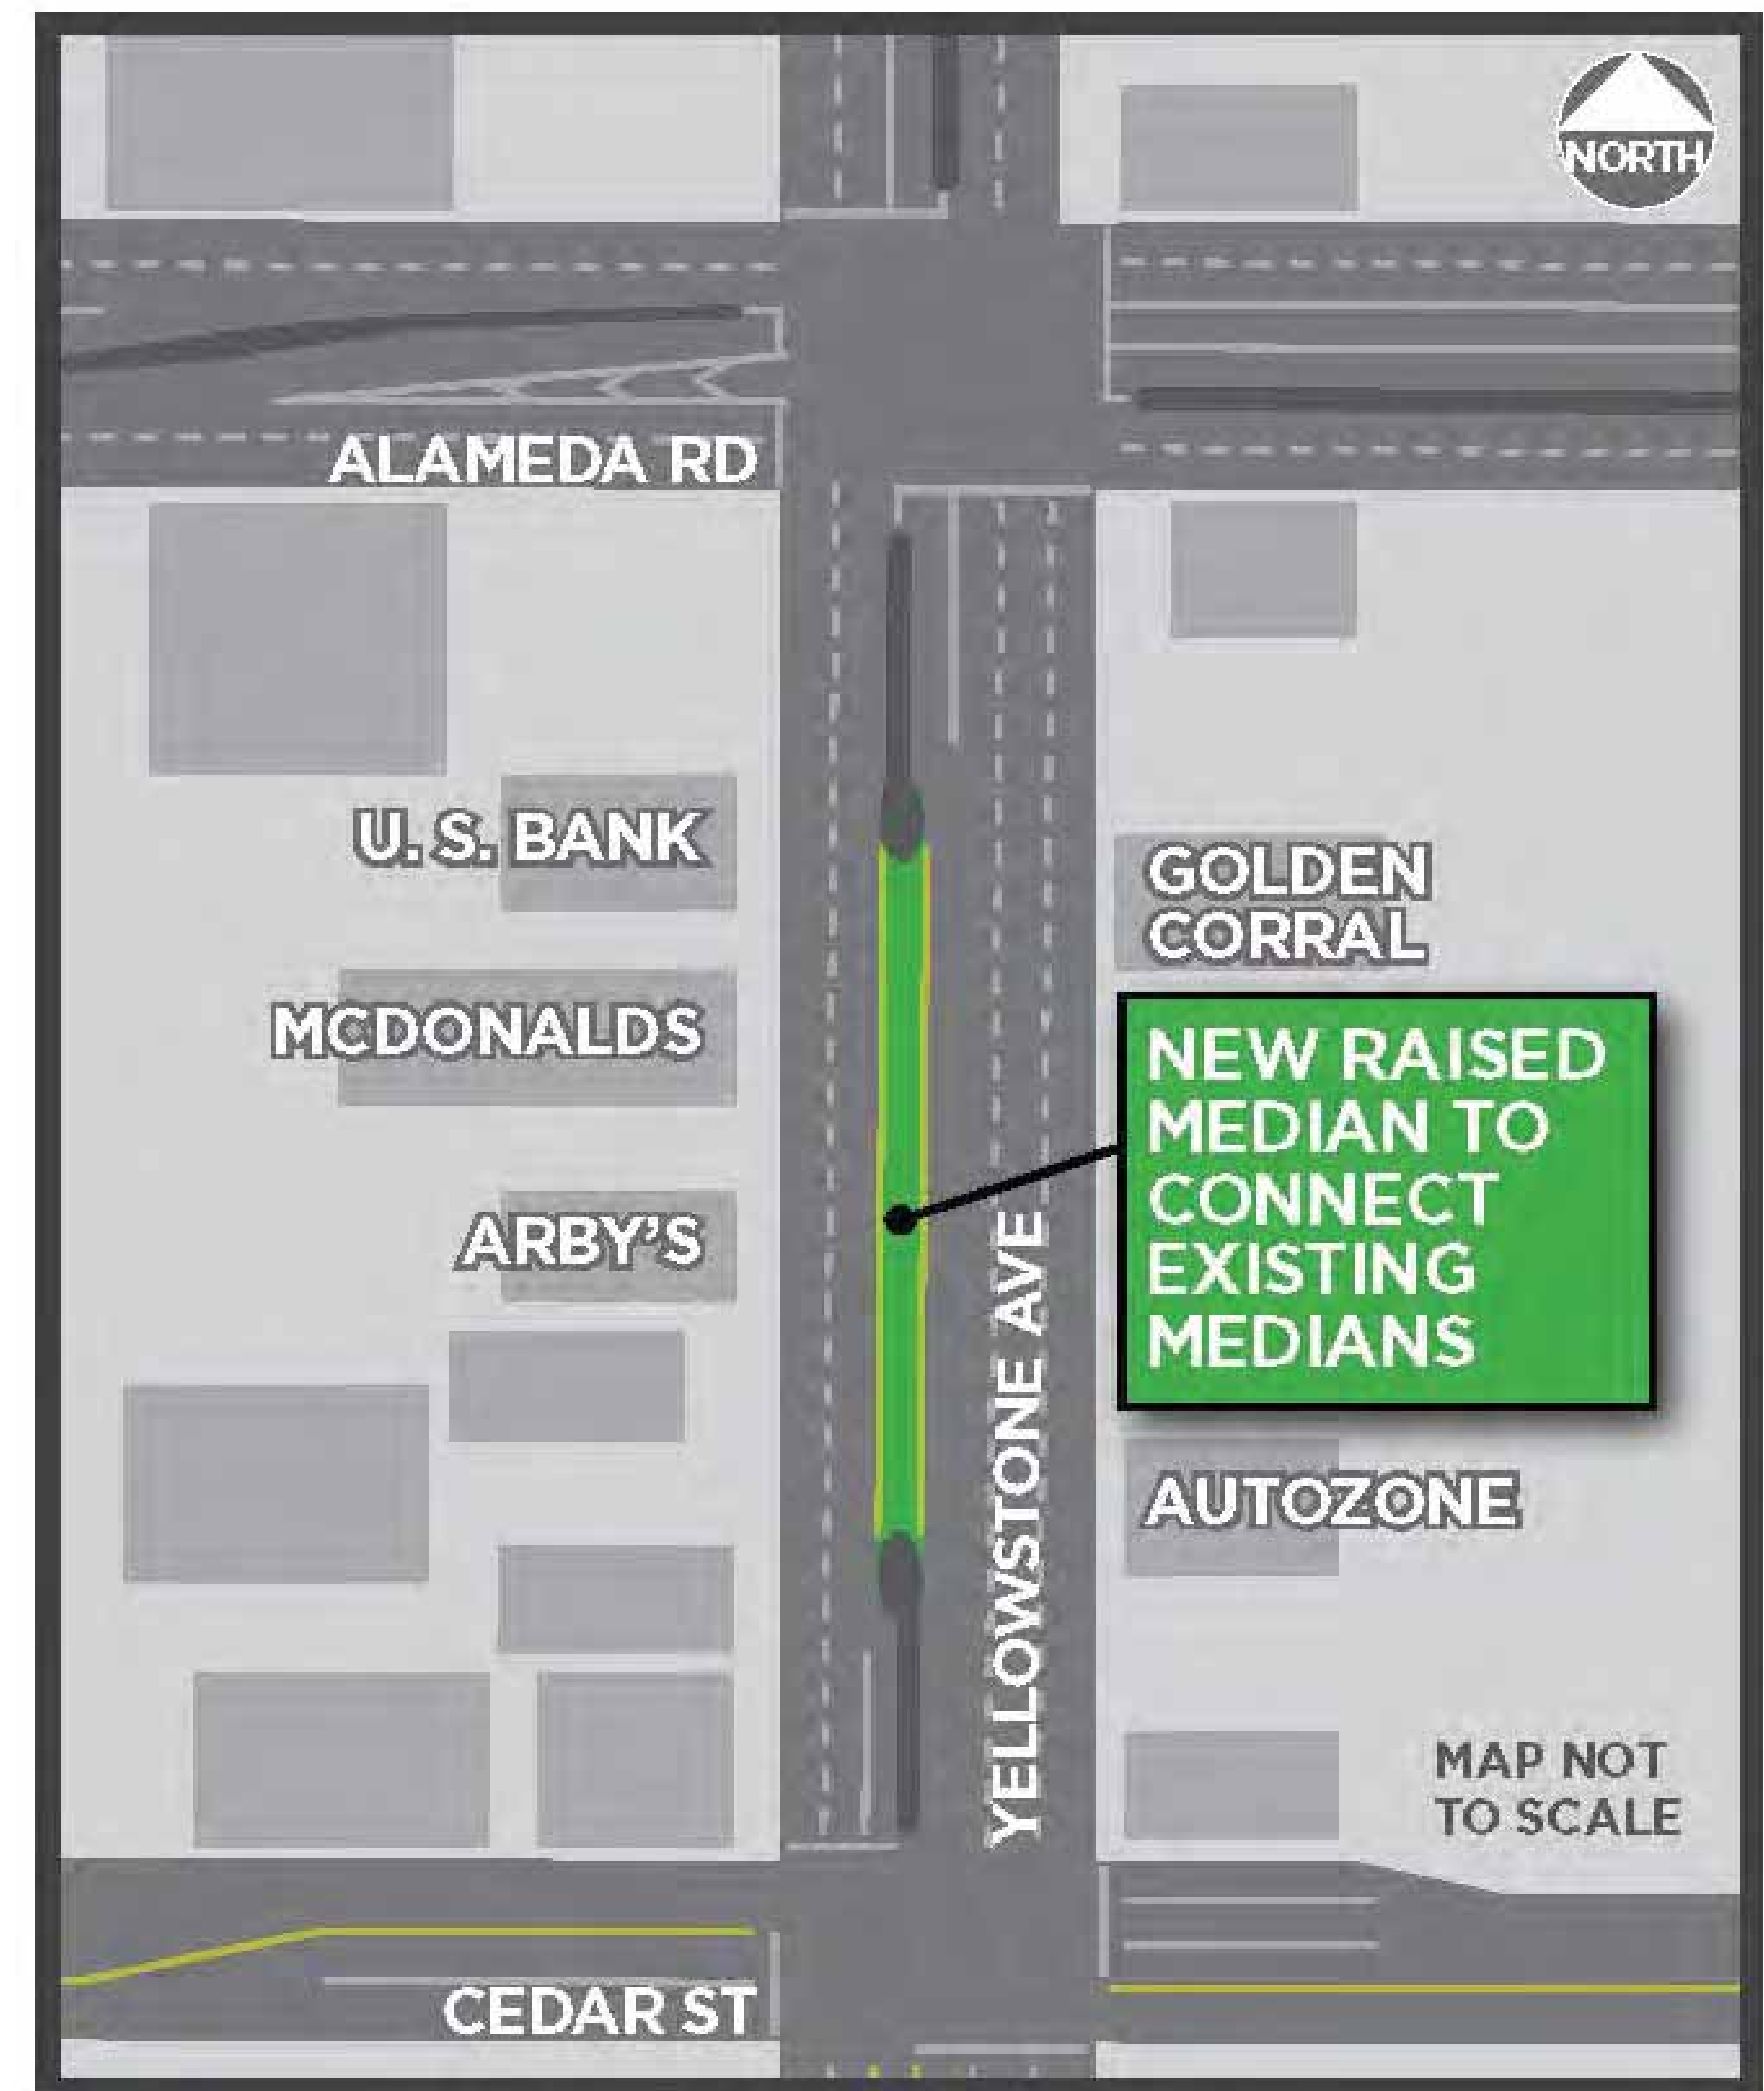 NORTH
ALAMEDA RD
U. S. BANK
GOLDEN
CORRAL
MCDONALDS
NEW RAISED
MEDIAN TO
CONNECT
EXISTING
MEDIANS
ARBY'S
YELLOWSTONE AVE
AUTOZONE
MAP NOT
TO SCALE
CEDAR ST